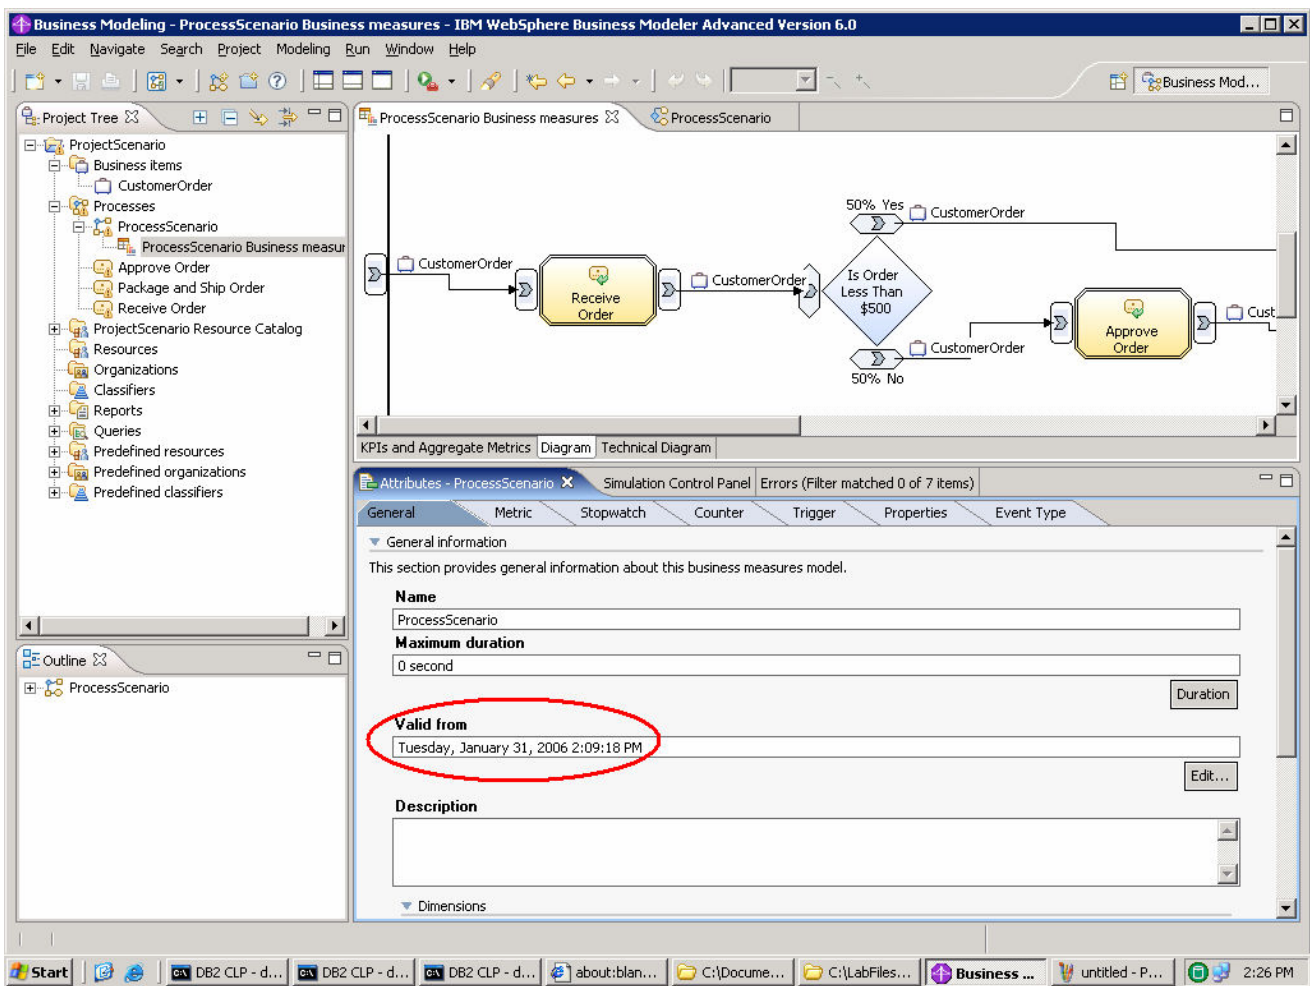 Business Modeling - ProcessScenario Business measures - IBM WebSphere Business Modeler Advanced Version 6.0
File Edit Navigate Search Project Modeling Run Window Help
Business Mod...
Project Tree
ProjectScenario
Business items
CustomerOrder
Processes
ProcessScenario
ProcessScenario Business measur
Approve Order
Package and Ship Order
Receive Order
ProjectScenario Resource Catalog
Resources
Organizations
Classifiers
Reports
Queries
Predefined resources
Predefined organizations
Predefined classifiers
Outline
ProcessScenario
ProcessScenario Business measures
ProcessScenario
50% Yes
CustomerOrder
CustomerOrder
Receive
Order
CustomerOrder
Is Order
Less Than
$500
CustomerOrder
50% No
Approve
Order
Cust
KPIs and Aggregate Metrics Diagram Technical Diagram
Attributes - ProcessScenario Simulation Control Panel Errors (Filter matched 0 of 7 items)
General Metric Stopwatch Counter Trigger Properties Event Type
General information
This section provides general information about this business measures model.
Name
ProcessScenario
Maximum duration
0 second
Duration
Valid from
Tuesday, January 31, 2006 2:09:18 PM
Edit...
Description
Dimensions
Start DB2 CLP - d... DB2 CLP - d... DB2 CLP - d... about:blan... C:\Docume... C:\LabFiles... Business ... untitled - P... 2:26 PM